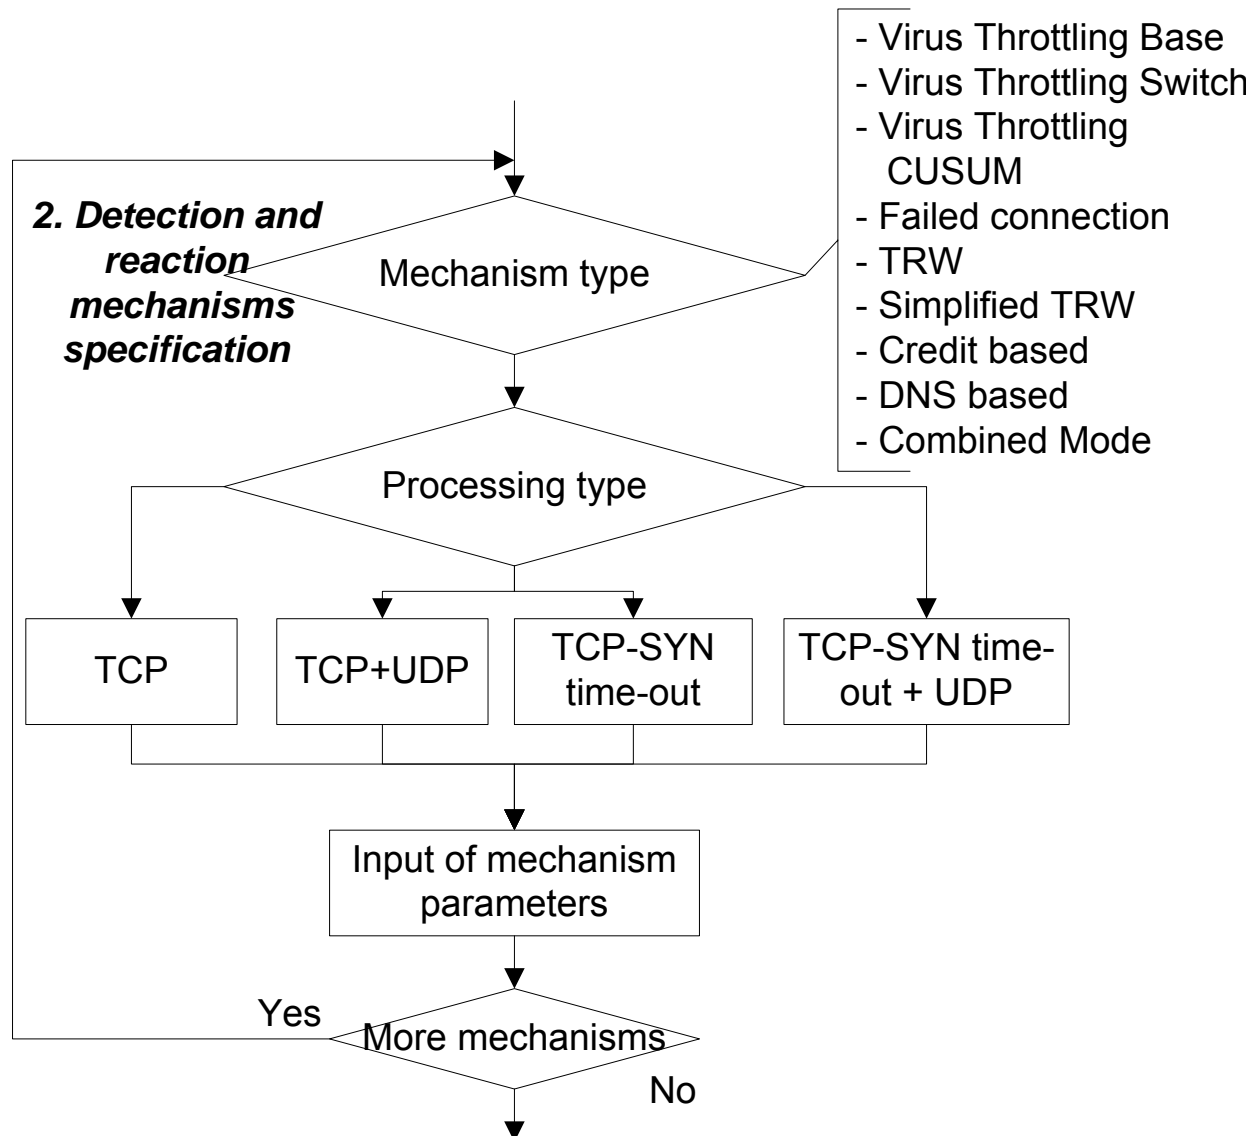 - Virus Throttling Base
- Virus Throttling Switch
- Virus Throttling
CUSUM
- Failed connection
- TRW
- Simplified TRW
- Credit based
- DNS based
- Combined Mode
2. Detection and
reaction
mechanisms
specification
Mechanism type
Processing type
TCP
TCP+UDP
TCP-SYN
time-out
TCP-SYN time-
out + UDP
Input of mechanism
parameters
Yes
More mechanisms
No